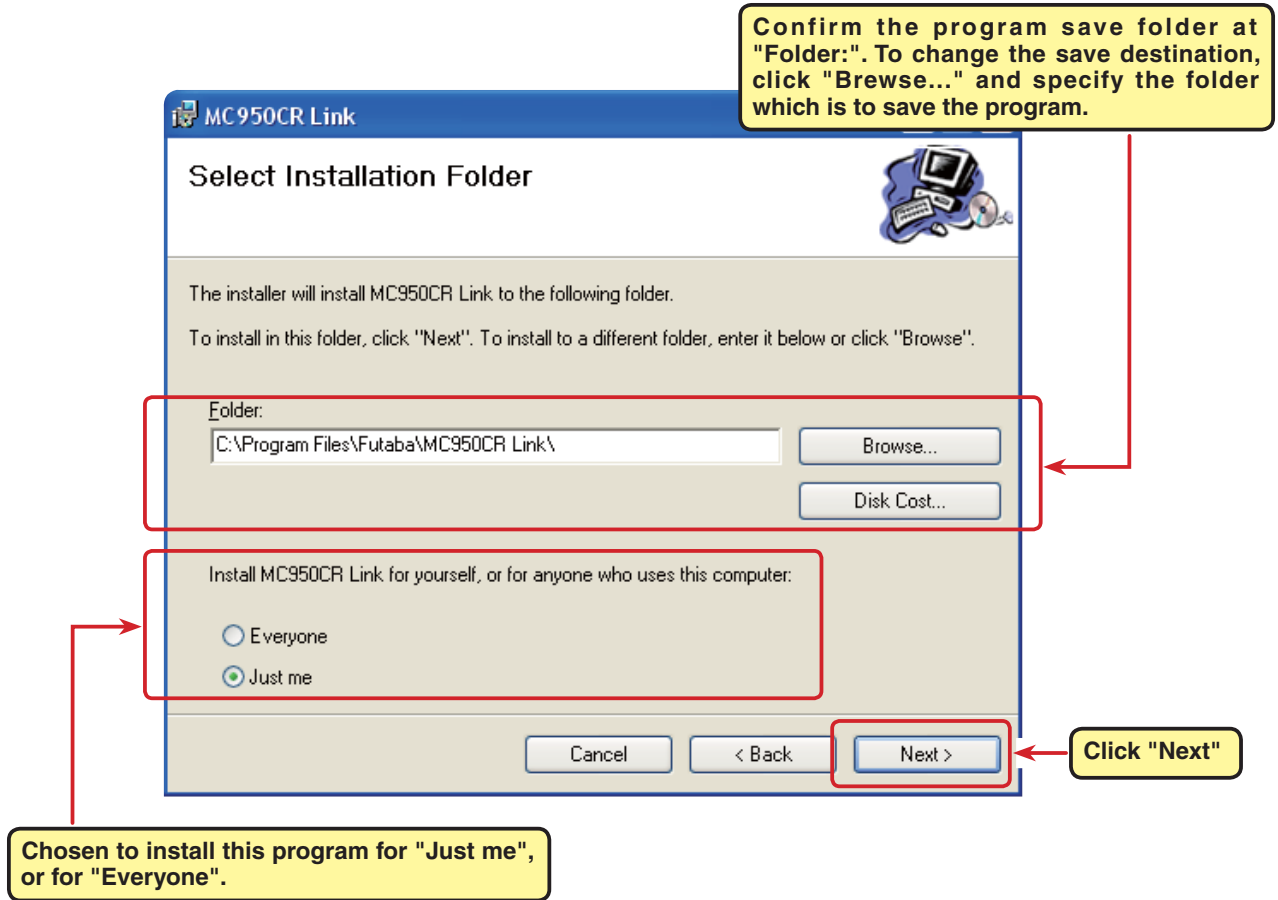 Confirm the program save folder at
"Folder:". To change the save destination,
click "Brewse..." and specify the folder
which is to save the program.
MC950CR Link
Select Installation Folder
The installer will install MC950CR Link to the following folder.
To install in this folder, click "Next". To install to a different folder, enter it below or click "Browse".
Folder:
C:\Program Files\Futaba\MC950CR Link\
Browse...
Disk Cost...
Install MC950CR Link for yourself, or for anyone who uses this computer:
Everyone
Just me
Cancel
< Back
Next >
Click "Next"
Chosen to install this program for "Just me",
or for "Everyone".